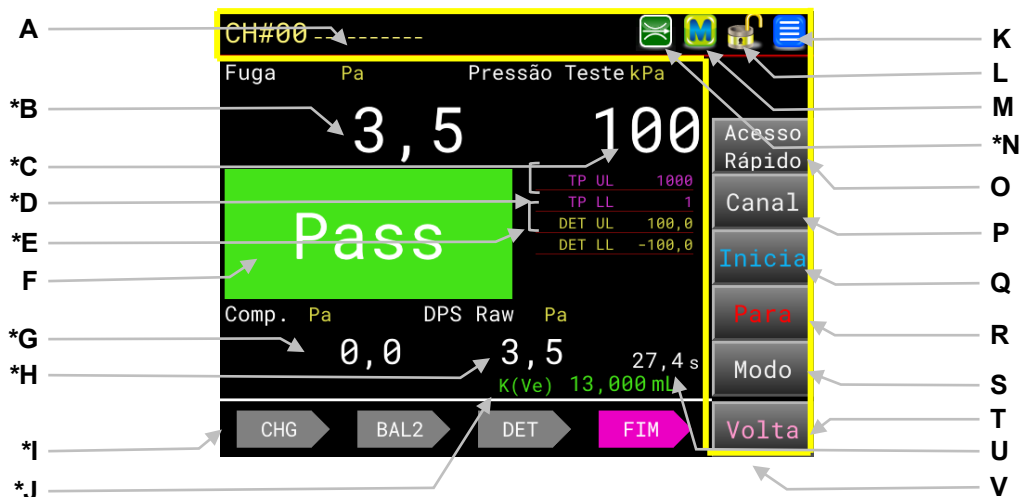 A
CH#00 ---------
M
K
L
Fuga Pa Pressão Teste kPa
*B
M
3,5 100
*N
Acesso
Rápido
*C
O
TP UL 1000
*D
TP LL 1
Canal
P
*E
DET UL 100,0
Pass
DET LL -100,0
F
Inicia
Q
Comp. Pa DPS Raw Pa
Para
R
*G
0,0 3,5 27,4 s
*H
Modo
S
K(Ve) 13,000 mL
CHG BAL2 DET FIM
Volta
T
*I
U
*J
V